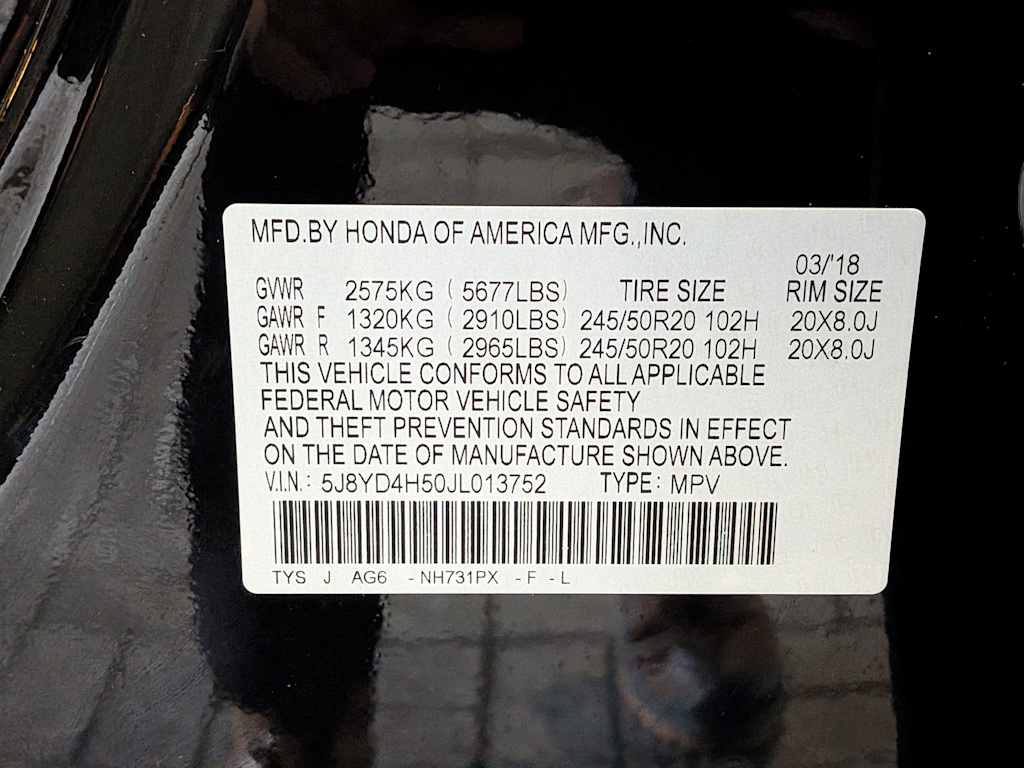 MFD.BY HONDA OF AMERICA MFG.,INC.
03/'18
GVWR 2575KG ( 5677LBS) TIRE SIZE RIM SIZE
GAWR F 1320KG ( 2910LBS) 245/50R20 102H 20X8.0J
GAWR R 1345KG ( 2965LBS) 245/50R20 102H 20X8.0J
THIS VEHICLE CONFORMS TO ALL APPLICABLE
FEDERAL MOTOR VEHICLE SAFETY
AND THEFT PREVENTION STANDARDS IN EFFECT
ON THE DATE OF MANUFACTURE SHOWN ABOVE.
V.I.N.: 5J8YD4H50JL013752 TYPE: MPV
TYS J AG6 - NH731PX - F - L